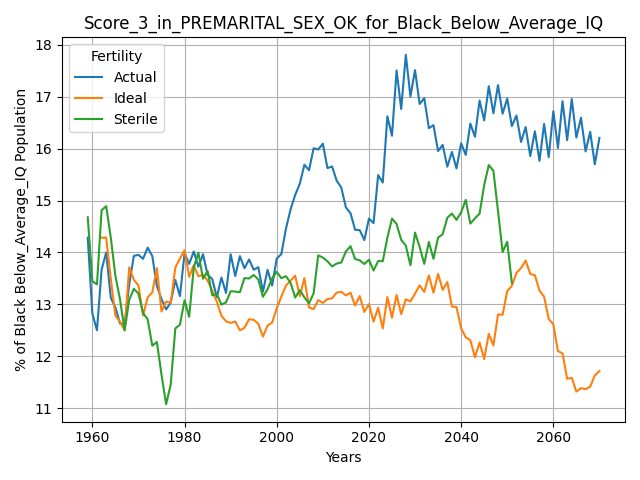 Score_3_in_PREMARITAL_SEX_OK_for_Black_Below_Average_IQ
% of Black Below_Average_IQ Population
18
17
16
15
14
13
12
11
Fertility
Actual
Ideal
Sterile
1960 1980 2000 2020 2040 2060
Years